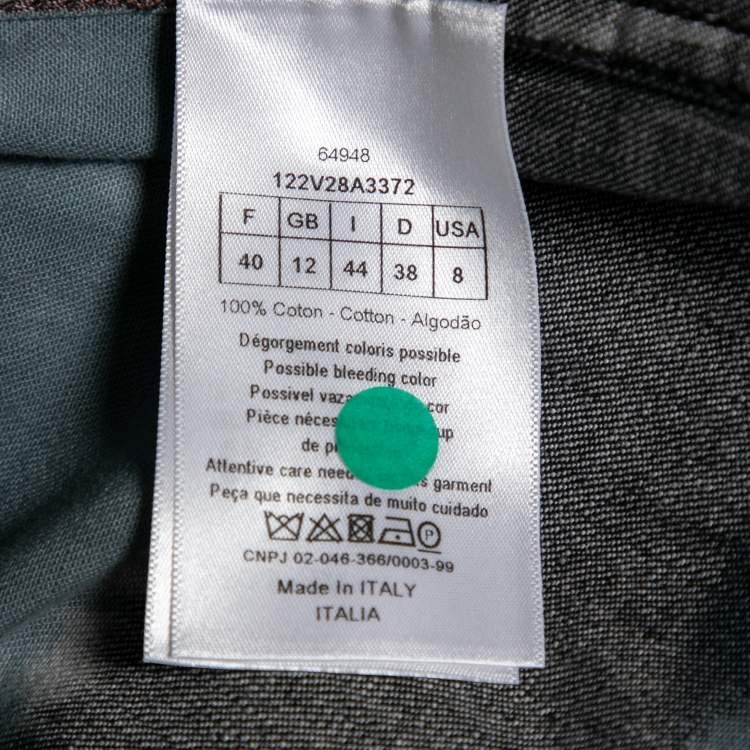 64948
122V28A3372
F GB I D USA
40 12 44 38 8
100% Coton - Cotton - Algodão
Dégorgement coloris possible
Possible bleeding color
Possivel cor
Pièce
de
Attentive care garment
Peça que necessita de muito cuidado
P
CNPJ 02-046-366/0003-99
Made In ITALY
ITALIA